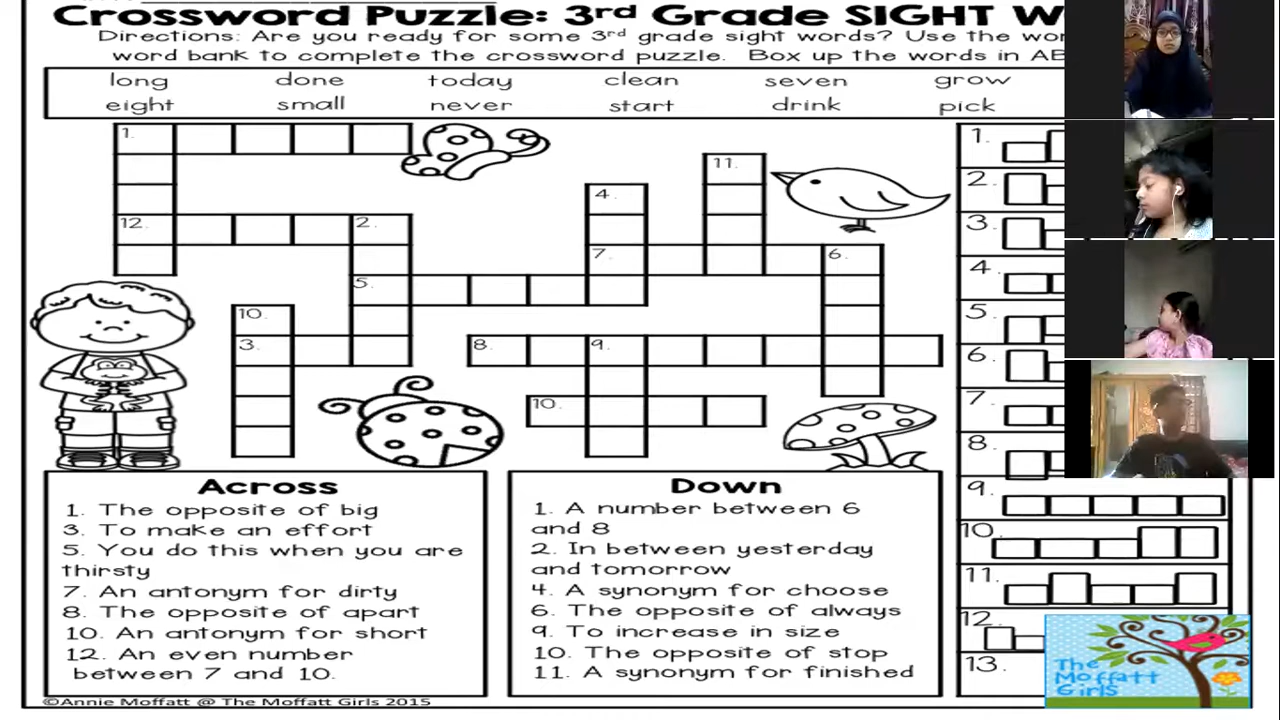 Crossword Puzzle: 3rd Grade SIGHT W
Directions: Are you ready for some 3rd grade sight words? Use the
word bank to complete the crossword puzzle. Box up the words in
long done today clean seven grow
eight small never start drink pick
1.
11.
4.
12. 2.
7. 6.
5.
10.
3. 8. 9.
10.
1.
2.
3.
4.
5.
6.
7.
8.
9.
10.
11.
12.
13.
Across
1. The opposite of big
3. To make an effort
5. You do this when you are
thirsty
7. An antonym for dirty
8. The opposite of apart
10. An antonym for short
12. An even number
between 7 and 10.
Down
1. A number between 6
and 8
2. In between yesterday
and tomorrow
4. A synonym for choose
6. The opposite of always
9. To increase in size
10. The opposite of stop
11. A synonym for finished
The
Moffatt
Girls
©Annie Moffatt @ The Moffatt Girls 2015